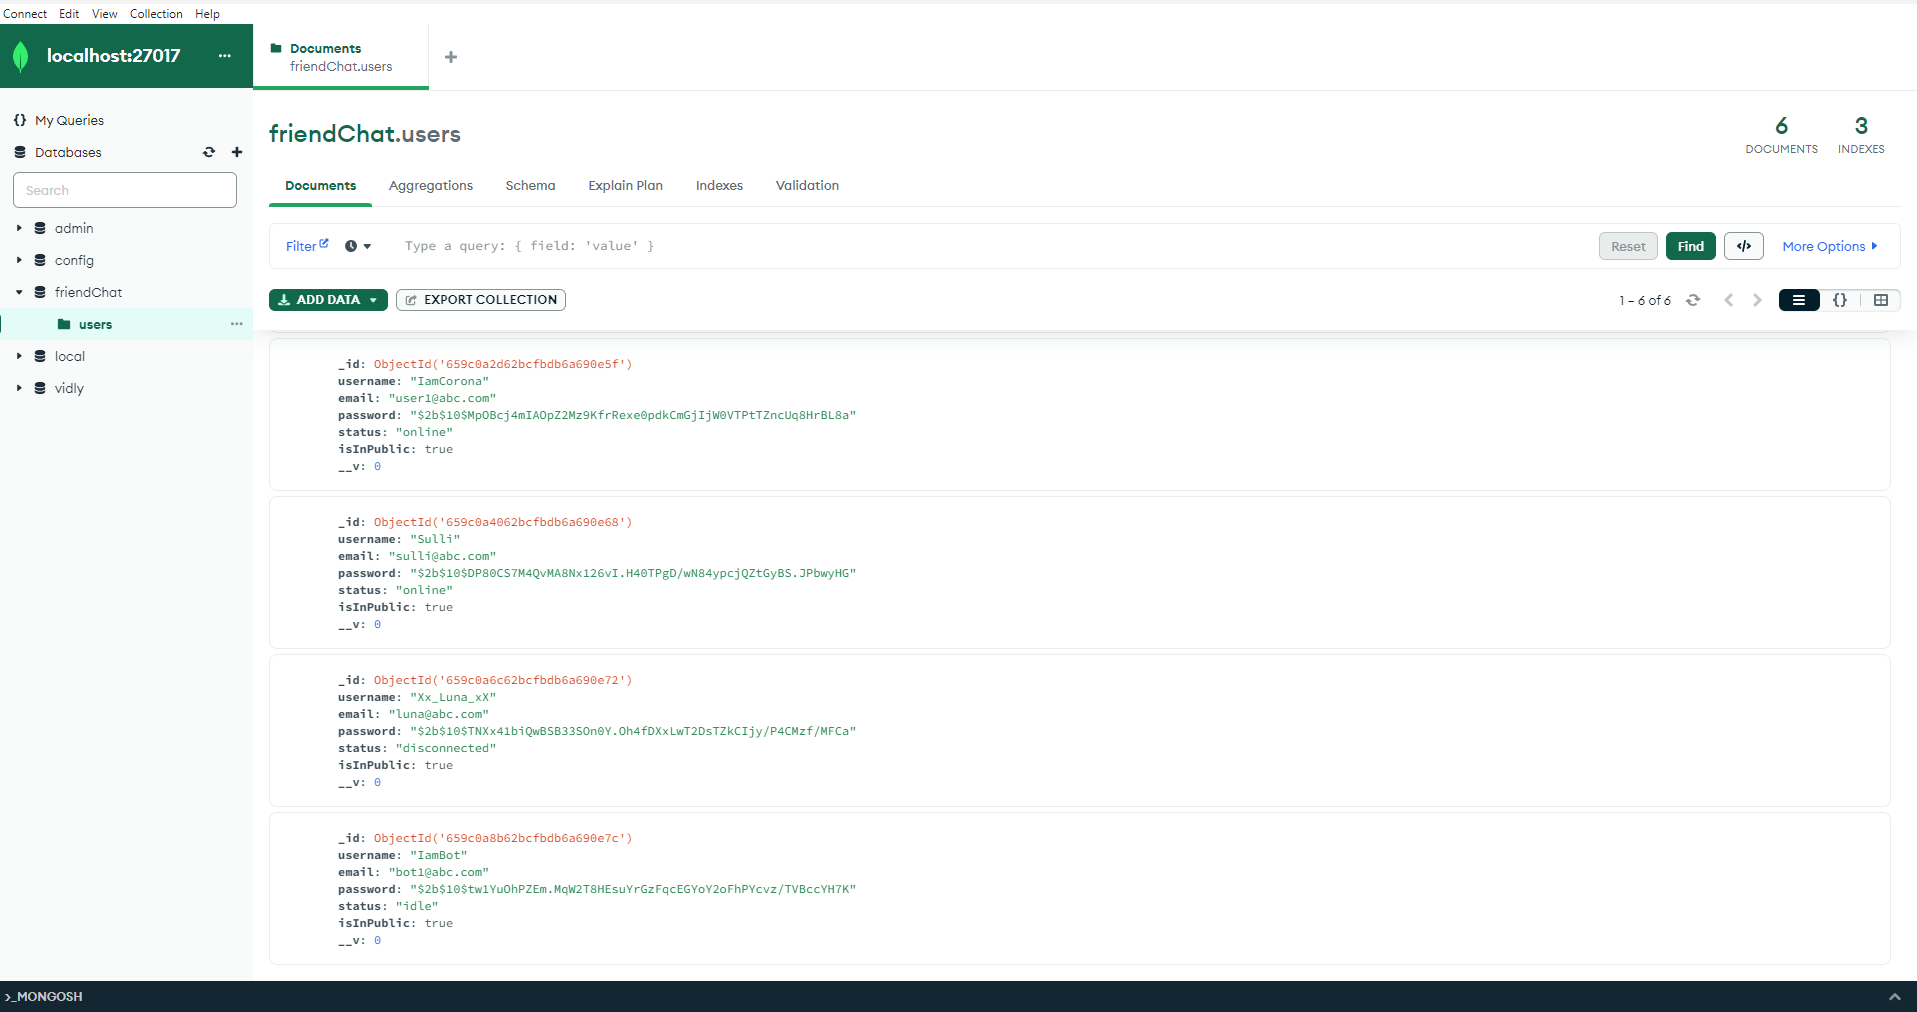 Connect Edit View Collection Help
localhost:27017 ...
Documents
friendChat.users
My Queries
Databases
Search
admin
config
friendChat
users ...
local
vidly
friendChat.users
6
DOCUMENTS
3
INDEXES
Documents Aggregations Schema Explain Plan Indexes Validation
Filter Type a query: { field: 'value' } Reset Find </> More Options
ADD DATA EXPORT COLLECTION 1 – 6 of 6 {}
_id: ObjectId('659c0a2d62bcfbdb6a690e5f')
username: "IamCorona"
email: "user1@abc.com"
password: "$2b$10$MpOBcj4mIAOpZ2Mz9KfrRexe0pdkCmGjIjW0VTPtTZncUq8HrBL8a"
status: "online"
isInPublic: true
__v: 0
_id: ObjectId('659c0a4062bcfbdb6a690e68')
username: "Sulli"
email: "sulli@abc.com"
password: "$2b$10$DP80CS7M4QvMA8Nx126vI.H40TPgD/wN84ypcjQZtGyBS.JPbwyHG"
status: "online"
isInPublic: true
__v: 0
_id: ObjectId('659c0a6c62bcfbdb6a690e72')
username: "Xx_Luna_xX"
email: "luna@abc.com"
password: "$2b$10$TNXx41biQwBSB33SOn0Y.Oh4fDXxLwT2DsTZkCIjy/P4CMzf/MFCa"
status: "disconnected"
isInPublic: true
__v: 0
_id: ObjectId('659c0a8b62bcfbdb6a690e7c')
username: "IamBot"
email: "bot1@abc.com"
password: "$2b$10$tw1YuOhPZEm.MqW2T8HEsuYrGzFqcEGYoY2oFhPYcvz/TVBccYH7K"
status: "idle"
isInPublic: true
__v: 0
>_MONGOSH